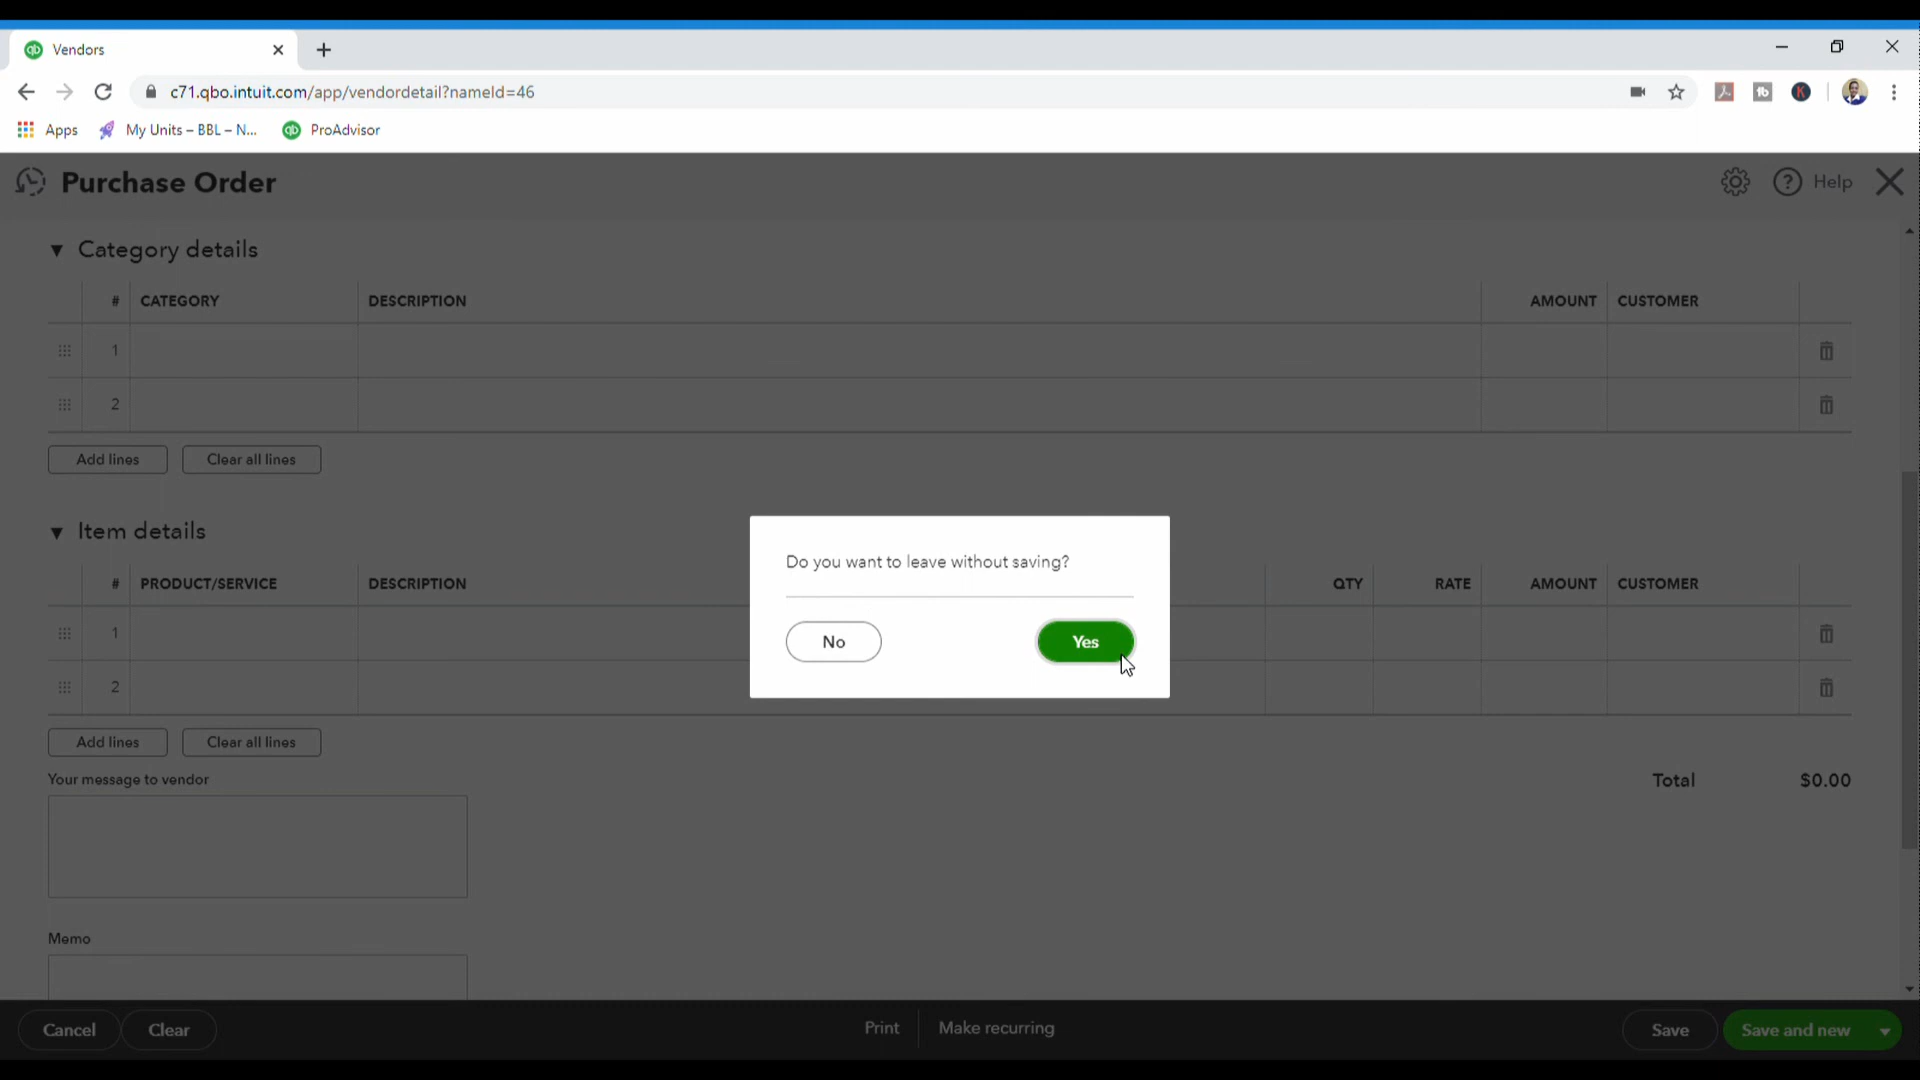 Vendors
c71.qbo.intuit.com/app/vendordetail?nameId=46
Apps My Units – BBL – N... ProAdvisor
Purchase Order
Help
Category details
# CATEGORY DESCRIPTION AMOUNT CUSTOMER
1
2
Add lines Clear all lines
Item details
# PRODUCT/SERVICE DESCRIPTION QTY RATE AMOUNT CUSTOMER
1
2
Do you want to leave without saving?
No Yes
Add lines Clear all lines
Your message to vendor
Total $0.00
Memo
Cancel Clear Print Make recurring Save Save and new